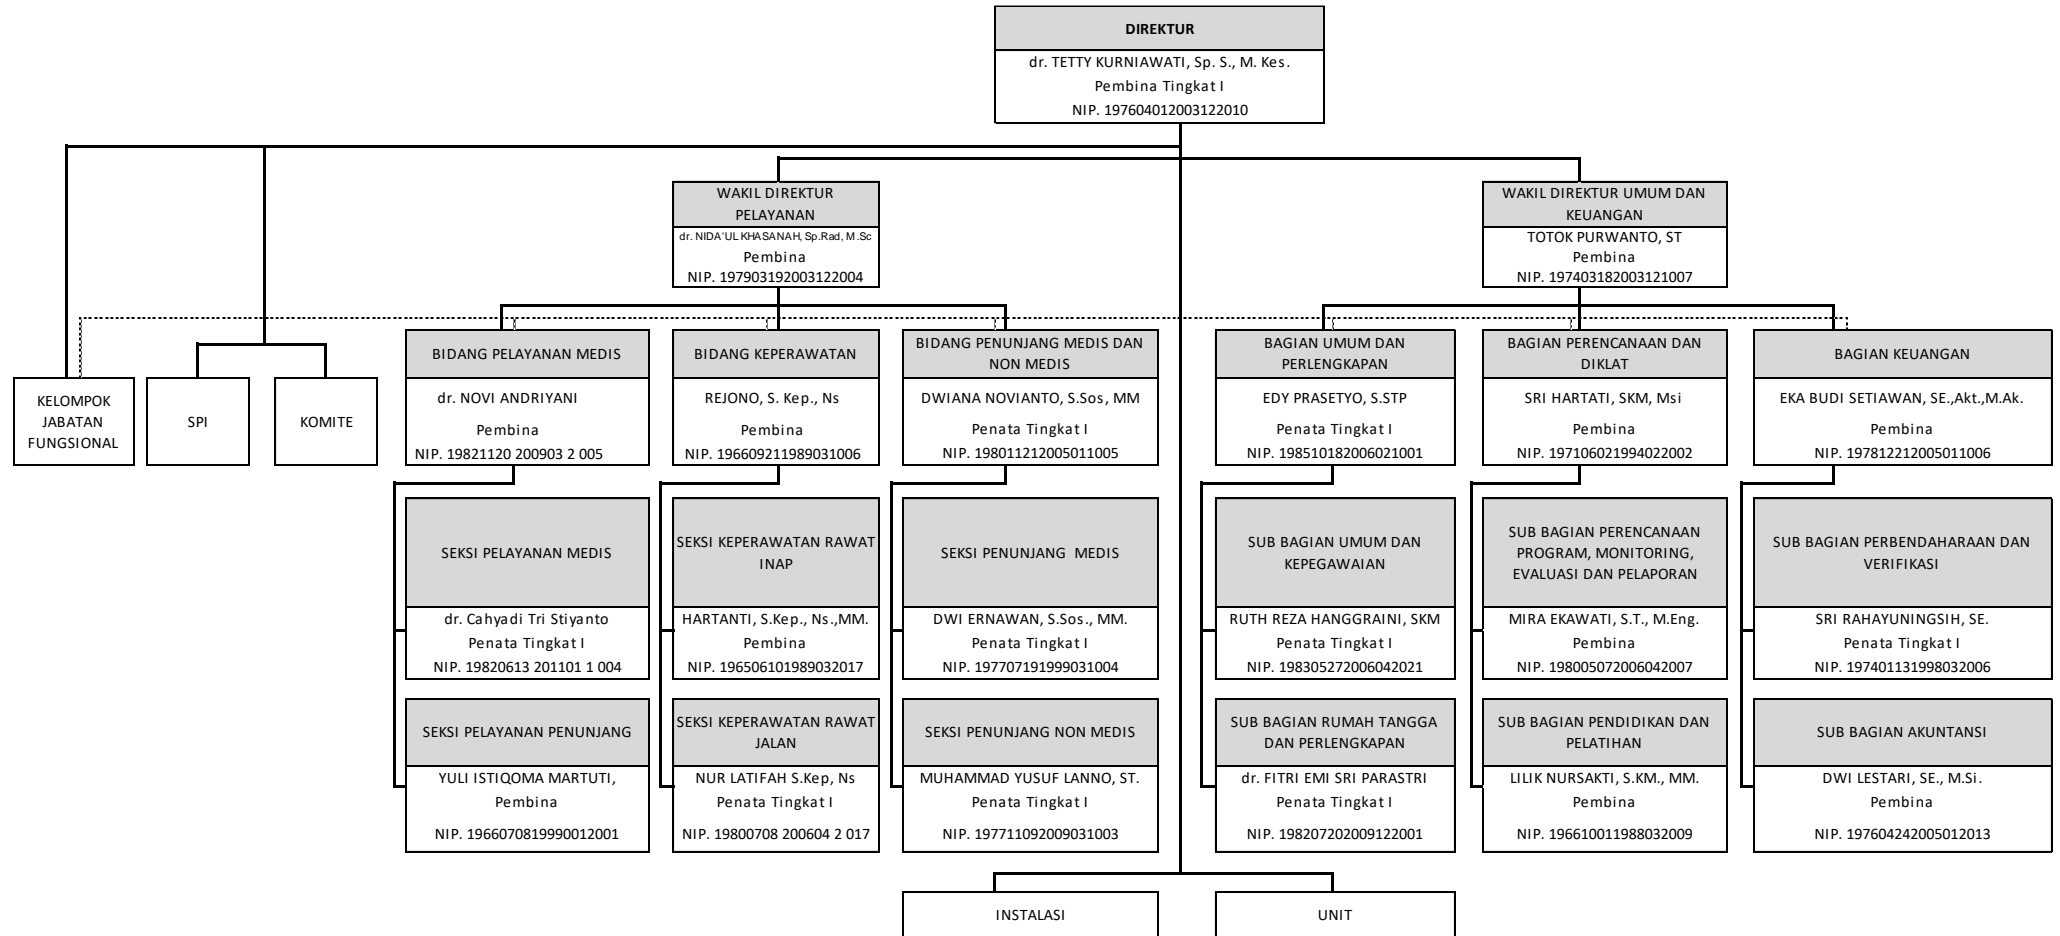 DIREKTUR
dr. TETTY KURNIAWATI, Sp. S., M. Kes.
Pembina Tingkat I
NIP. 197604012003122010
WAKIL DIREKTUR
PELAYANAN
dr. NIDA'UL KHASANAH, Sp.Rad, M.Sc
Pembina
NIP. 197903192003122004
WAKIL DIREKTUR UMUM DAN
KEUANGAN
TOTOK PURWANTO, ST
Pembina
NIP. 197403182003121007
KELOMPOK
JABATAN
FUNGSIONAL
SPI
KOMITE
BIDANG PELAYANAN MEDIS
dr. NOVI ANDRIYANI
Pembina
NIP. 19821120 200903 2 005
BIDANG KEPERAWATAN
REJONO, S. Kep., Ns
Pembina
NIP. 196609211989031006
BIDANG PENUNJANG MEDIS DAN
NON MEDIS
DWIANA NOVIANTO, S.Sos, MM
Penata Tingkat I
NIP. 198011212005011005
BAGIAN UMUM DAN
PERLENGKAPAN
EDY PRASETYO, S.STP
Penata Tingkat I
NIP. 198510182006021001
BAGIAN PERENCANAAN DAN
DIKLAT
SRI HARTATI, SKM, Msi
Pembina
NIP. 197106021994022002
BAGIAN KEUANGAN
EKA BUDI SETIAWAN, SE.,Akt.,M.Ak.
Pembina
NIP. 197812212005011006
SEKSI PELAYANAN MEDIS
dr. Cahyadi Tri Stiyanto
Penata Tingkat I
NIP. 19820613 201101 1 004
SEKSI KEPERAWATAN RAWAT
INAP
HARTANTI, S.Kep., Ns.,MM.
Pembina
NIP. 196506101989032017
SEKSI PENUNJANG  MEDIS
DWI ERNAWAN, S.Sos., MM.
Penata Tingkat I
NIP. 197707191999031004
SUB BAGIAN UMUM DAN
KEPEGAWAIAN
RUTH REZA HANGGRAINI, SKM
Penata Tingkat I
NIP. 198305272006042021
SUB BAGIAN PERENCANAAN
PROGRAM, MONITORING,
EVALUASI DAN PELAPORAN
MIRA EKAWATI, S.T., M.Eng.
Pembina
NIP. 198005072006042007
SUB BAGIAN PERBENDAHARAAN DAN
VERIFIKASI
SRI RAHAYUNINGSIH, SE.
Penata Tingkat I
NIP. 197401131998032006
SEKSI PELAYANAN PENUNJANG
YULI ISTIQOMA MARTUTI,
Pembina
NIP. 1966070819990012001
SEKSI KEPERAWATAN RAWAT
JALAN
NUR LATIFAH S.Kep, Ns
Penata Tingkat I
NIP. 19800708 200604 2 017
SEKSI PENUNJANG NON MEDIS
MUHAMMAD YUSUF LANNO, ST.
Penata Tingkat I
NIP. 197711092009031003
SUB BAGIAN RUMAH TANGGA
DAN PERLENGKAPAN
dr. FITRI EMI SRI PARASTRI
Penata Tingkat I
NIP. 198207202009122001
SUB BAGIAN PENDIDIKAN DAN
PELATIHAN
LILIK NURSAKTI, S.KM., MM.
Pembina
NIP. 196610011988032009
SUB BAGIAN AKUNTANSI
DWI LESTARI, SE., M.Si.
Pembina
NIP. 197604242005012013
INSTALASI
UNIT